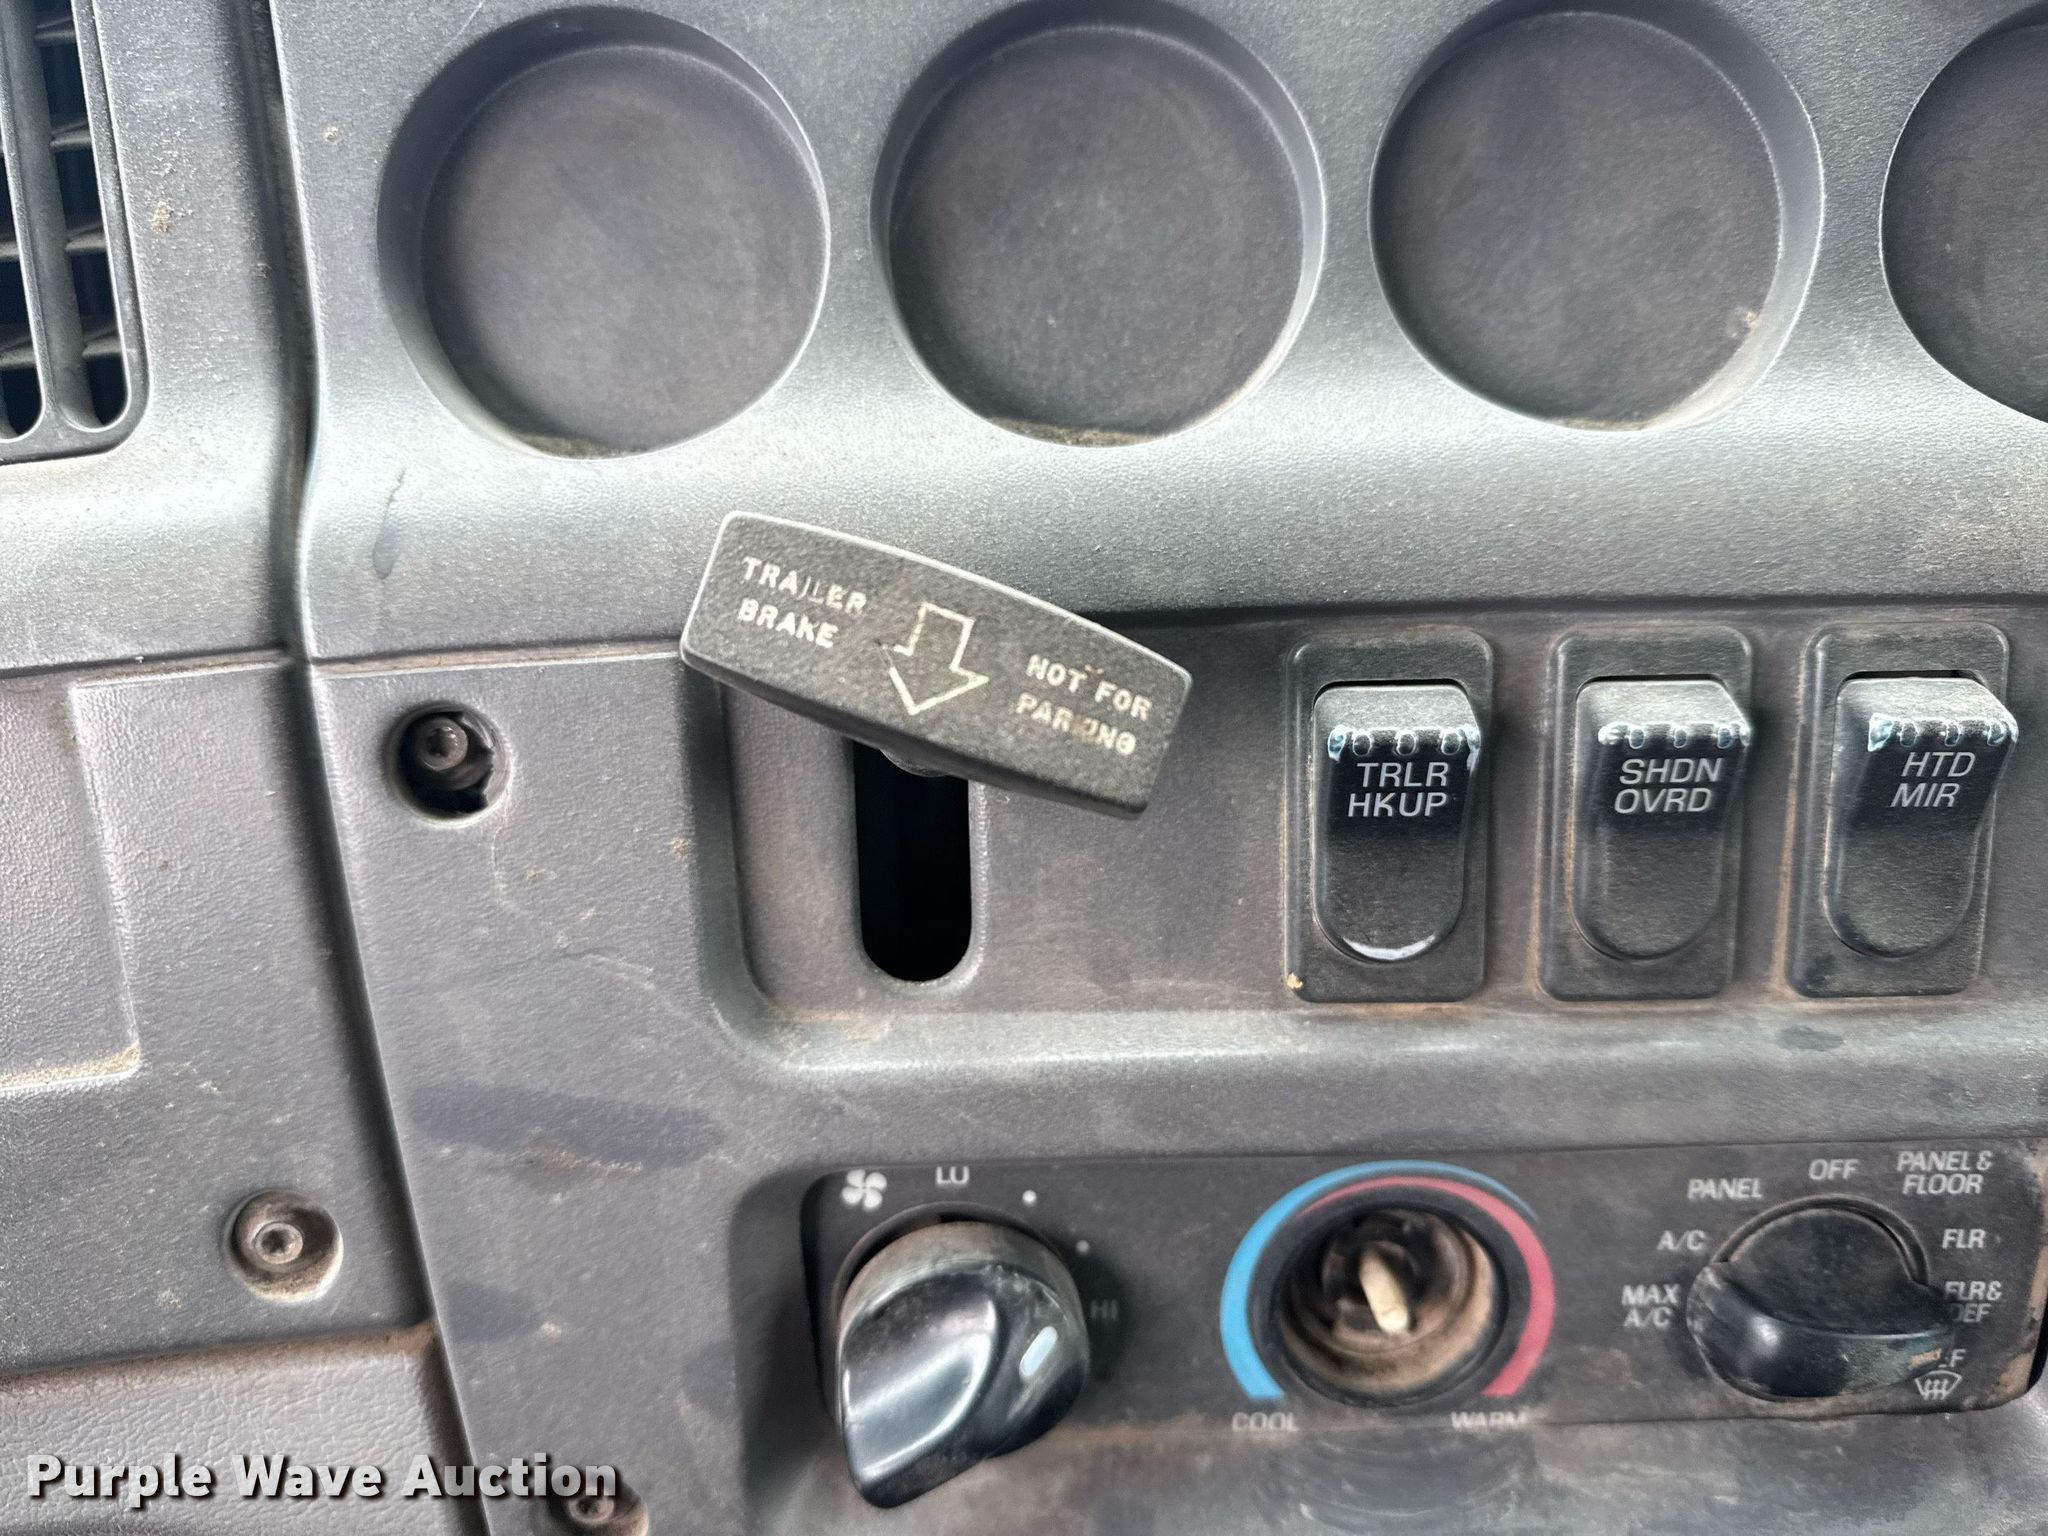 TRAILER
BRAKE
NOT FOR
PARKING
TRLR
HKUP
SHDN
OVRD
HTD
MIR
LO
HI
COOL
WARM
OFF
PANEL
PANEL &
FLOOR
A/C
FLR
MAX
A/C
FLR&
DEF
Purple Wave Auction